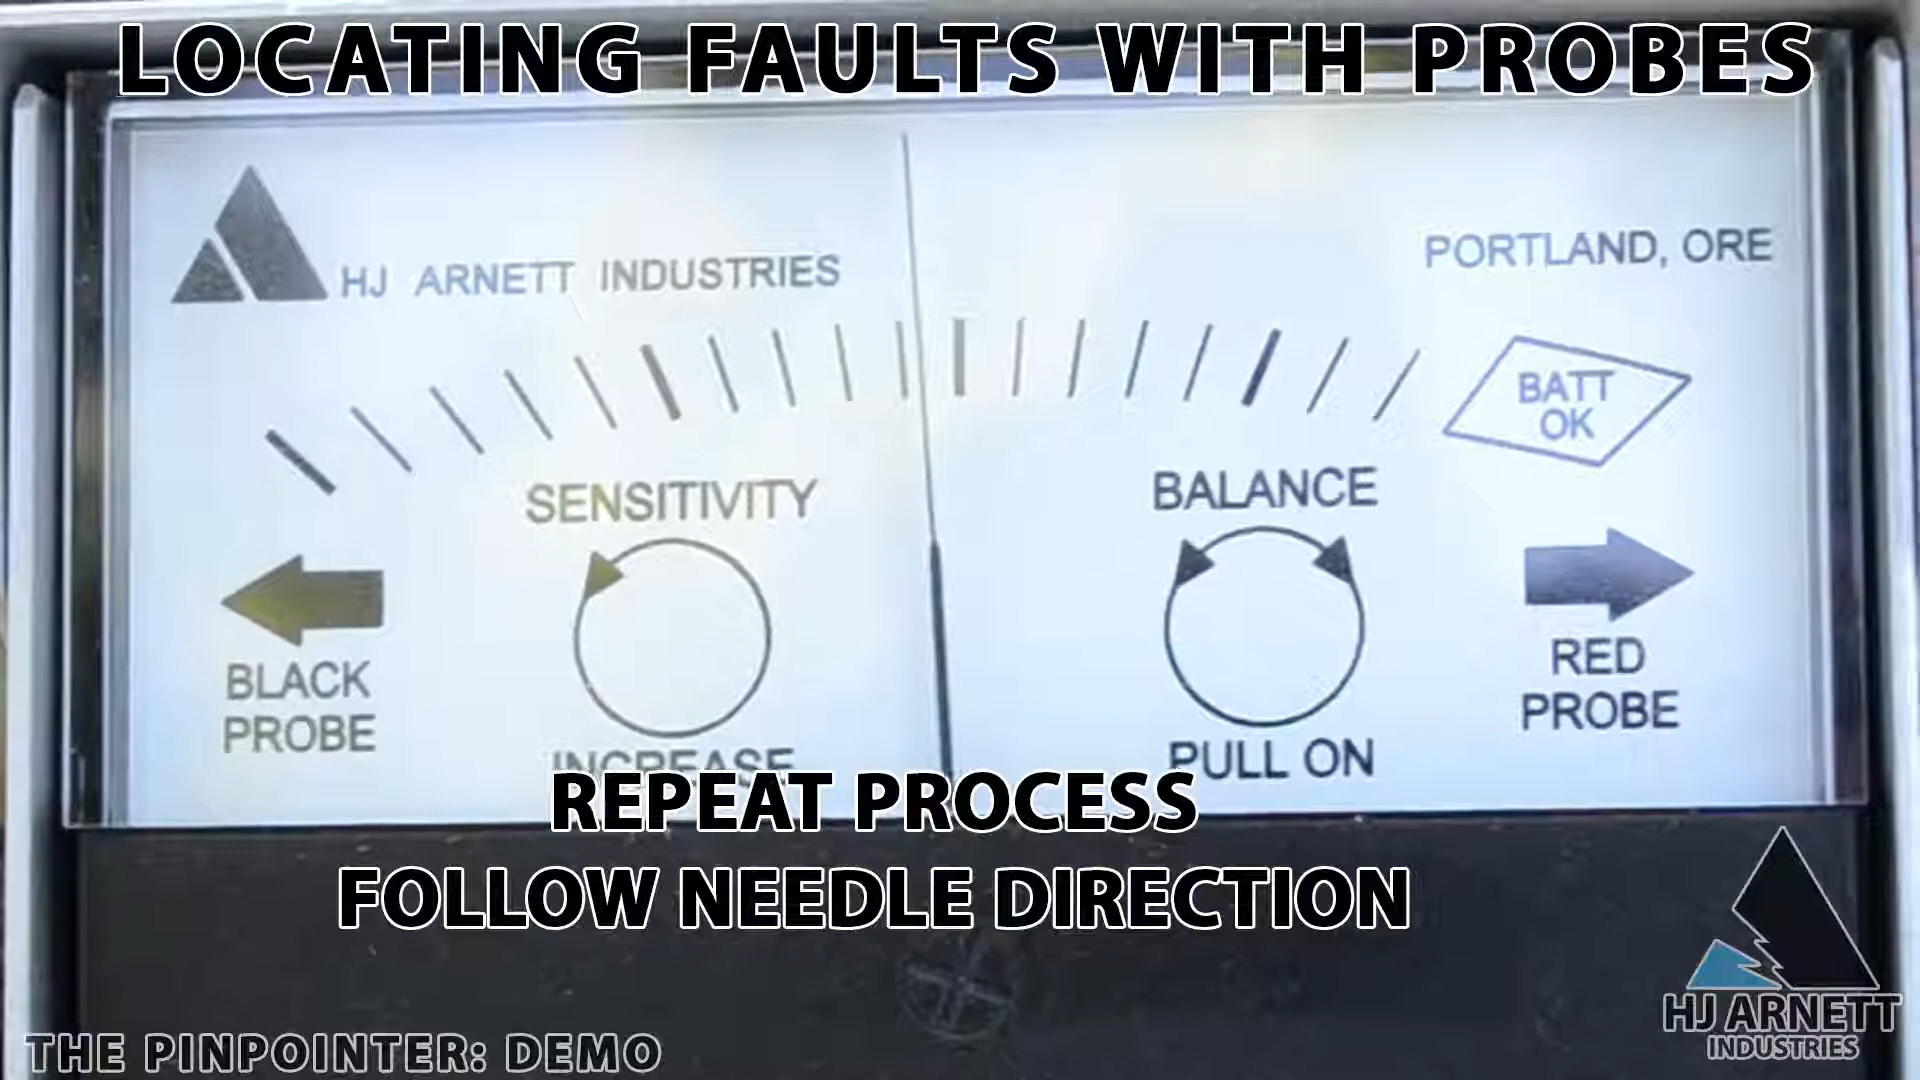 LOCATING FAULTS WITH PROBES
HJ ARNETT INDUSTRIES
PORTLAND, ORE
BATT
OK
SENSITIVITY
BALANCE
BLACK
PROBE
RED
PROBE
INCREASE
PULL ON
REPEAT PROCESS
FOLLOW NEEDLE DIRECTION
HJ ARNETT
INDUSTRIES
THE PINPOINTER: DEMO